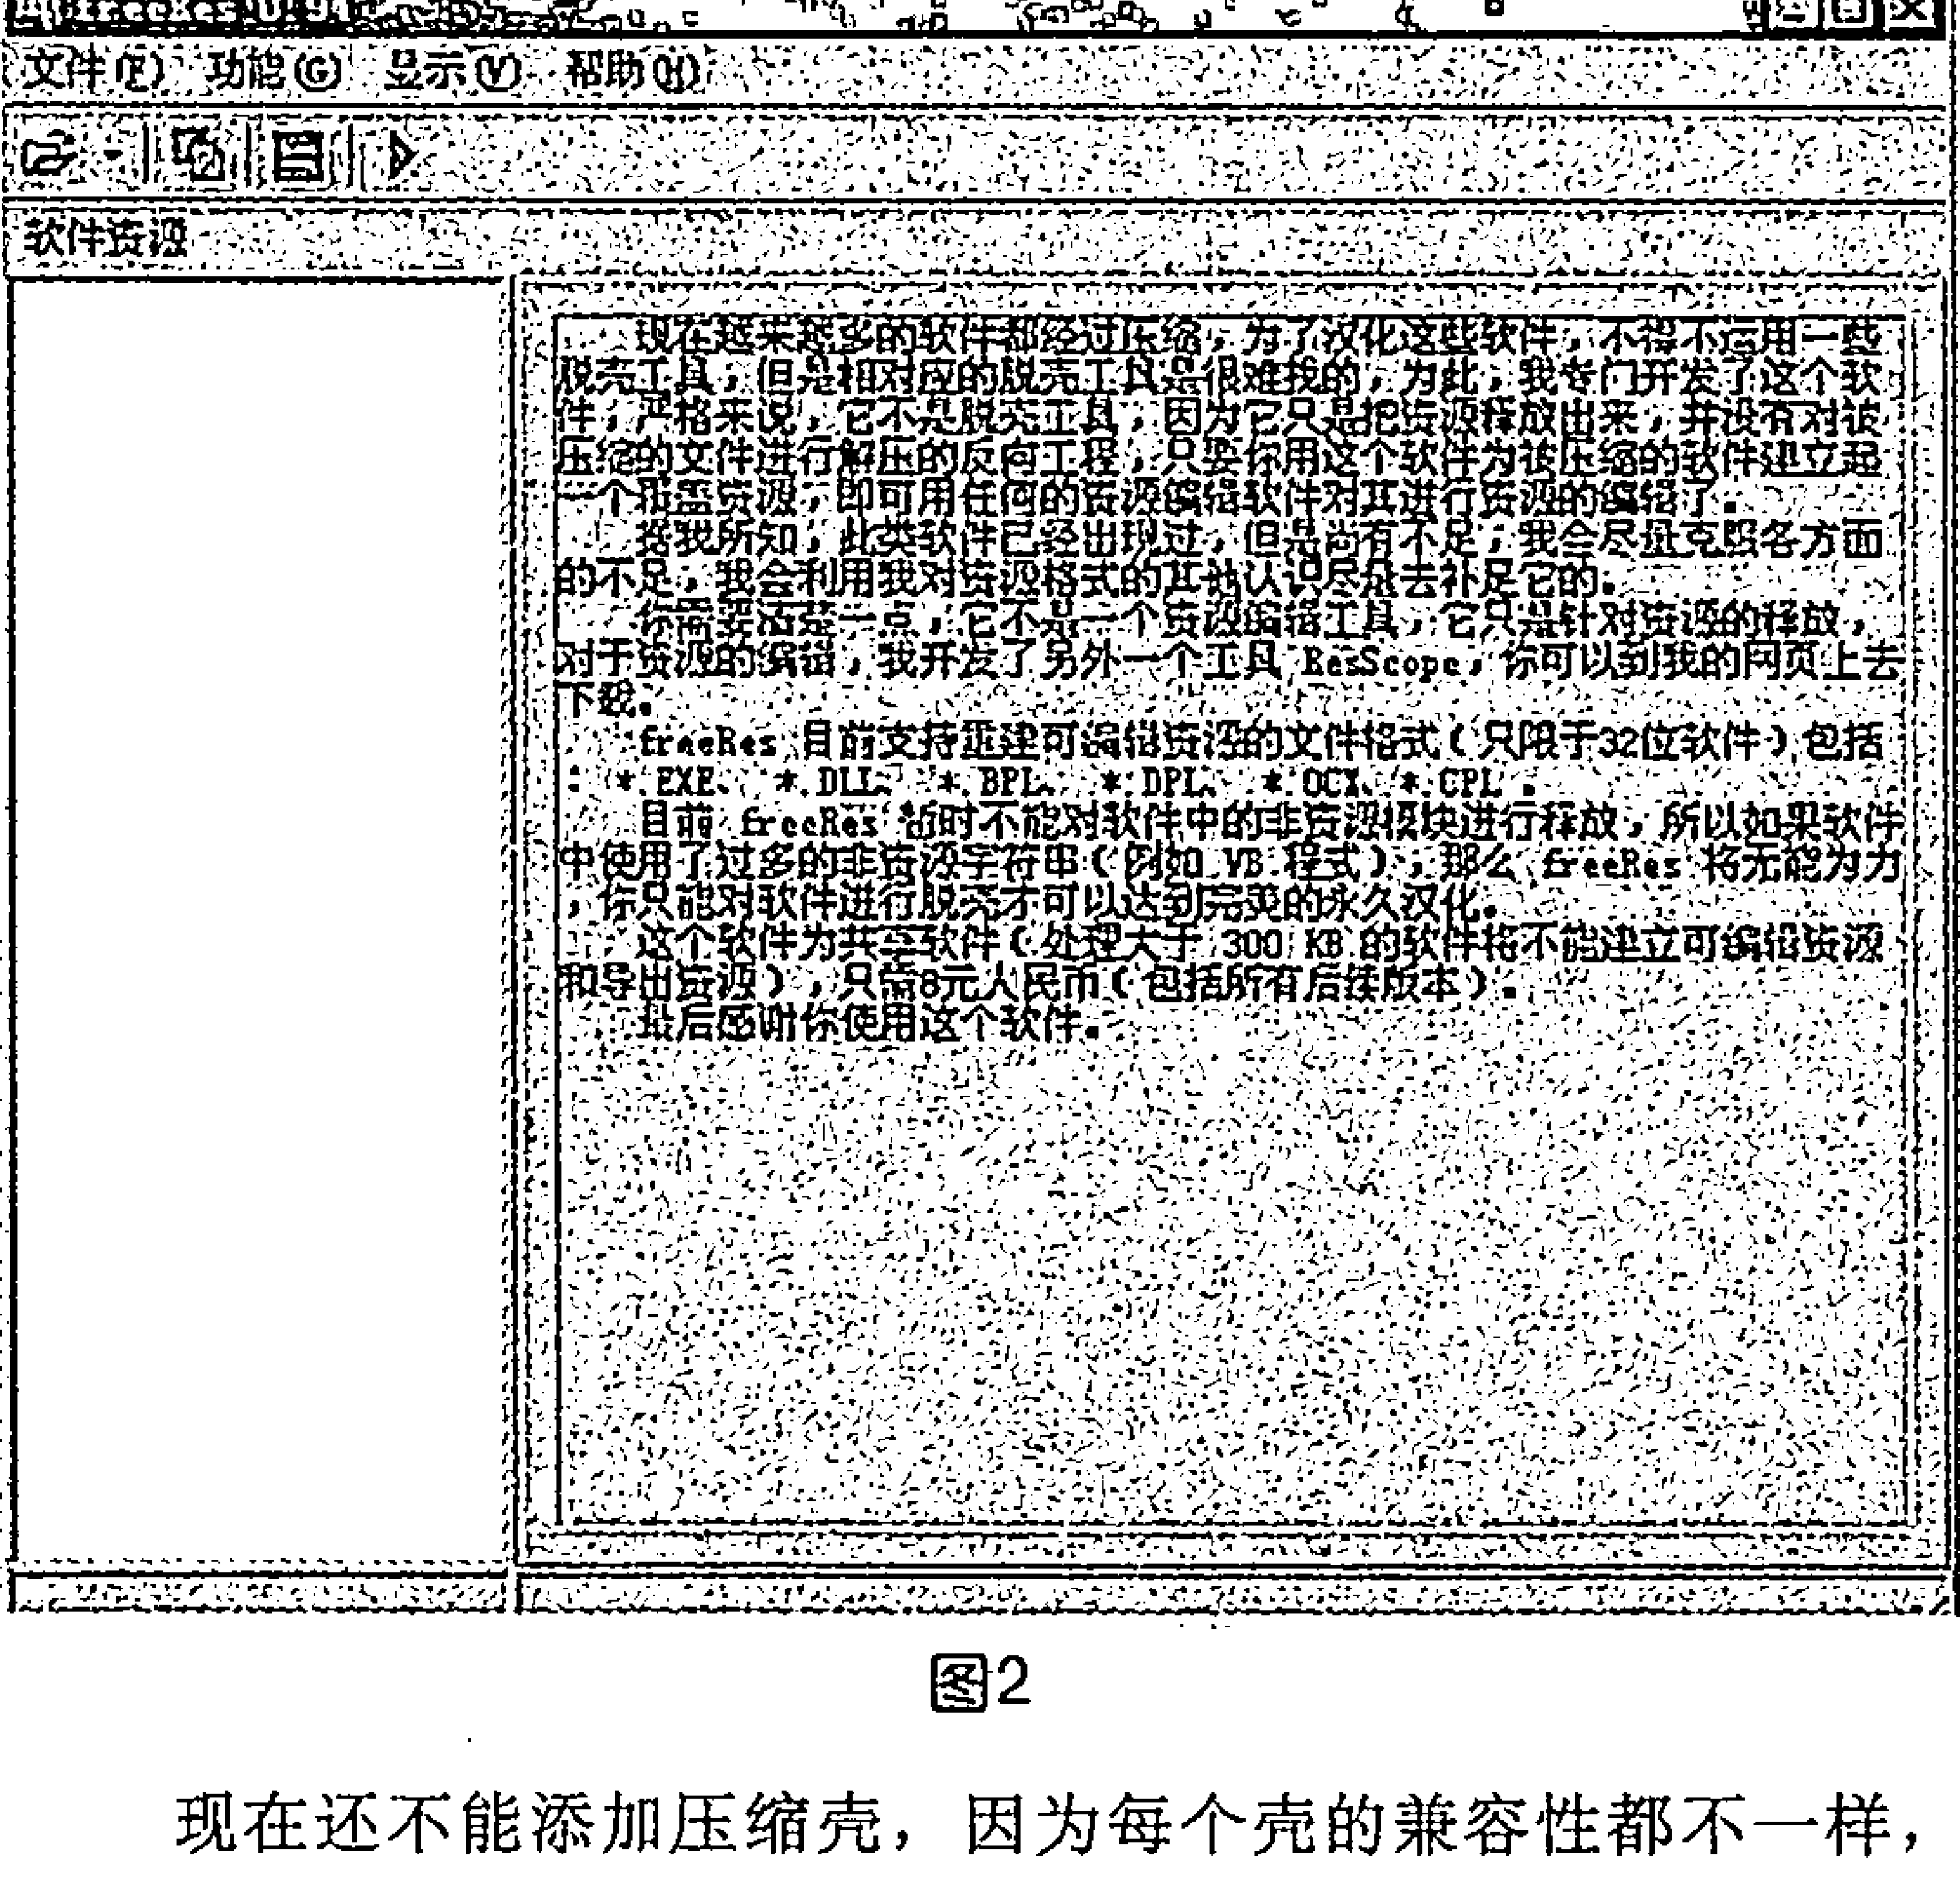 freeRes 0.94
文件(F) 功能(G) 显示(V) 帮助(H)
软件资源
现在越来越多的软件都经过压缩，为了汉化这些软件，不得不运用一些
脱壳工具，但是相对应的脱壳工具是很难找的，为此，我专门开发了这个软
件，严格来说，它不是脱壳工具，因为它只是把资源释放出来，并没有对被
压缩的文件进行解压的反向工程，只要你用这个软件为被压缩的软件建立起
一个覆盖资源，即可用任何的资源编辑软件对其进行资源的编辑了.
据我所知，此类软件已经出现过，但是尚有不足，我会尽量克服各方面
的不足，我会利用我对资源格式的其他认识尽量去补足它的.
你需要清楚一点，它不是一个资源编辑工具，它只是针对资源的释放，
对于资源的编辑，我开发了另外一个工具 ResScope，你可以到我的网页上去
下载.
freeRes 目前支持重建可编辑资源的文件格式(只限于32位软件)包括
: *.EXE、 *.DLL、 *.BPL、 *.DPL、 *.OCX、*.CPL .
目前 freeRes 暂时不能对软件中的非资源模块进行释放，所以如果软件
中使用了过多的非资源字符串(例如 VB 程式)，那么 freeRes 将无能为力
，你只能对软件进行脱壳才可以达到完美的永久汉化.
这个软件为共享软件(处理大于 300 KB 的软件将不能建立可编辑资源
和导出资源)，只需8元人民币(包括所有后续版本).
最后感谢你使用这个软件.
图2
现在还不能添加压缩壳，因为每个壳的兼容性都不一样，